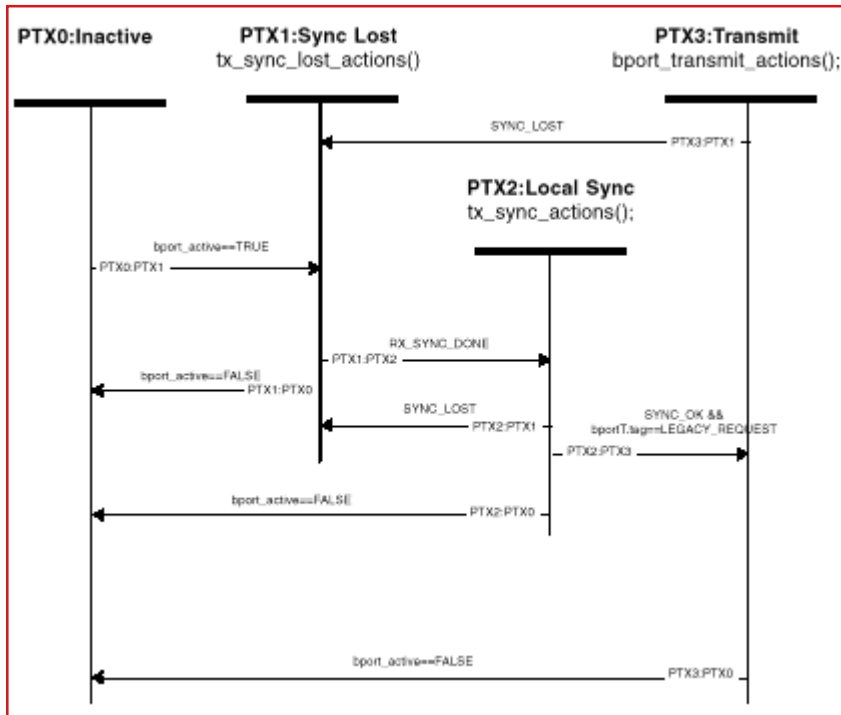 PTX0:Inactive
PTX1:Sync Lost
tx_sync_lost_actions()
PTX3:Transmit
bport_transmit_actions();
SYNC_LOST
PTX3:PTX1
PTX2:Local Sync
tx_sync_actions();
bport_active==TRUE
PTX0:PTX1
RX_SYNC_DONE
PTX1:PTX2
bport_active==FALSE
PTX1:PTX0
SYNC_LOST
PTX2:PTX1
SYNC_OK &&
bportT.tag==LEGACY_REQUEST
PTX2:PTX3
bport_active==FALSE
PTX2:PTX0
bport_active==FALSE
PTX3:PTX0